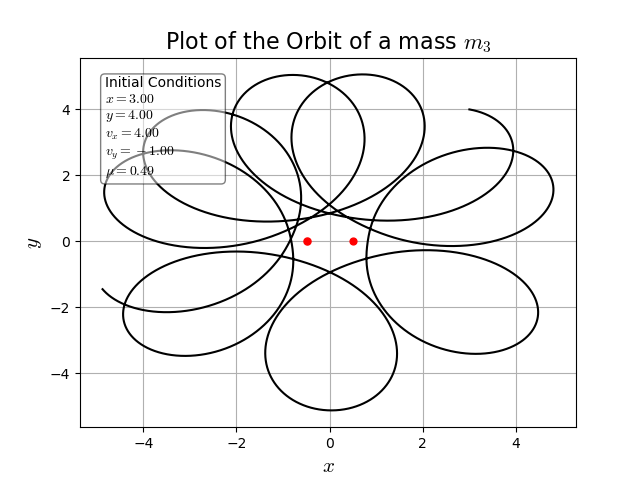 Plot of the Orbit of a mass m₃
Initial Conditions
x = 3.00
y = 4.00
vₓ = 4.00
v_y = −1.00
μ = 0.49
4
2
0
−2
−4
y
−4
−2
0
2
4
x